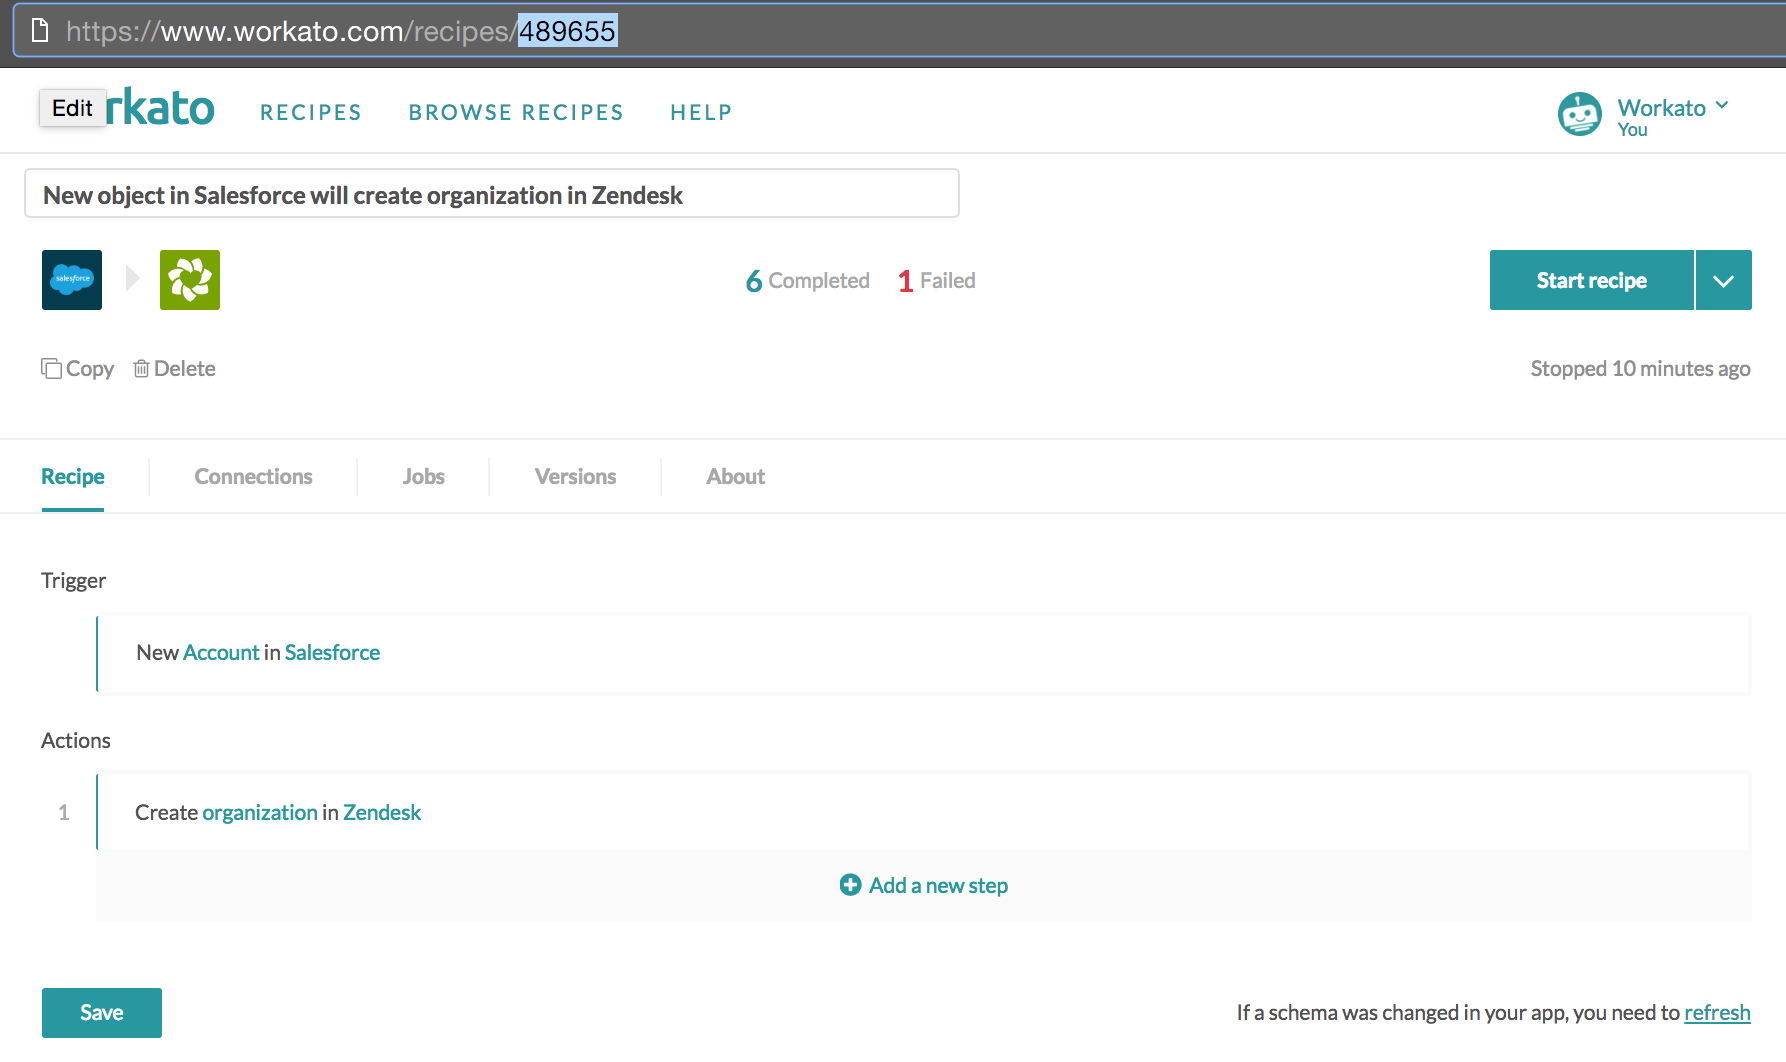 https://www.workato.com/recipes/489655
Edit rkato RECIPES BROWSE RECIPES HELP Workato
You
New object in Salesforce will create organization in Zendesk
salesforce 6 Completed 1 Failed Start recipe
Copy Delete Stopped 10 minutes ago
Recipe Connections Jobs Versions About
Trigger
New Account in Salesforce
Actions
1 Create organization in Zendesk
Add a new step
Save If a schema was changed in your app, you need to refresh